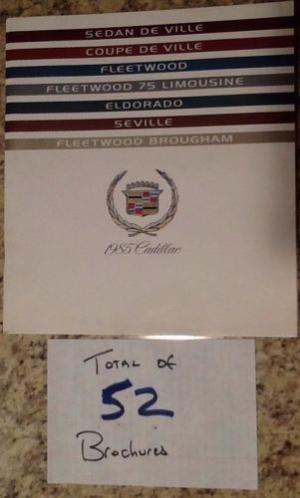 SEDAN DE VILLE
COUPE DE VILLE
FLEETWOOD
FLEETWOOD 75 LIMOUSINE
ELDORADO
SEVILLE
FLEETWOOD BROUGHAM
1985 Cadillac
TOTAL OF
52
Brochures